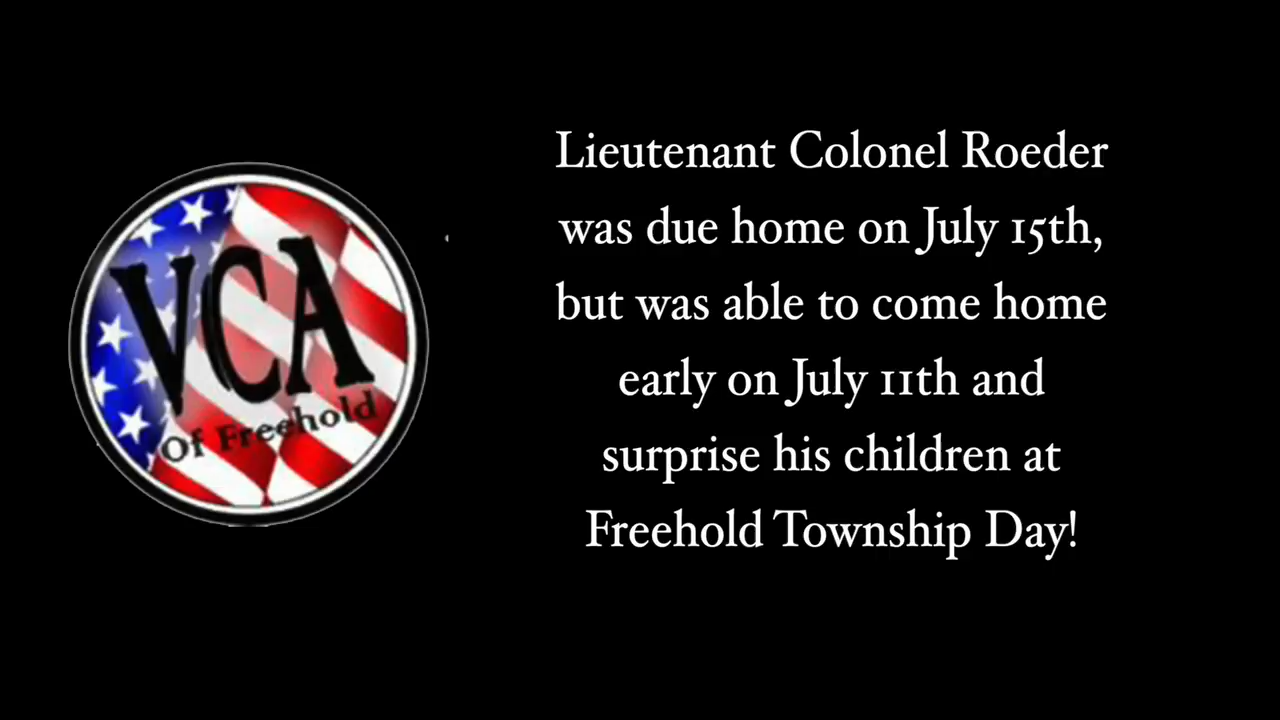 VCA
Of Freehold
Lieutenant Colonel Roeder
was due home on July 15th,
but was able to come home
early on July 11th and
surprise his children at
Freehold Township Day!